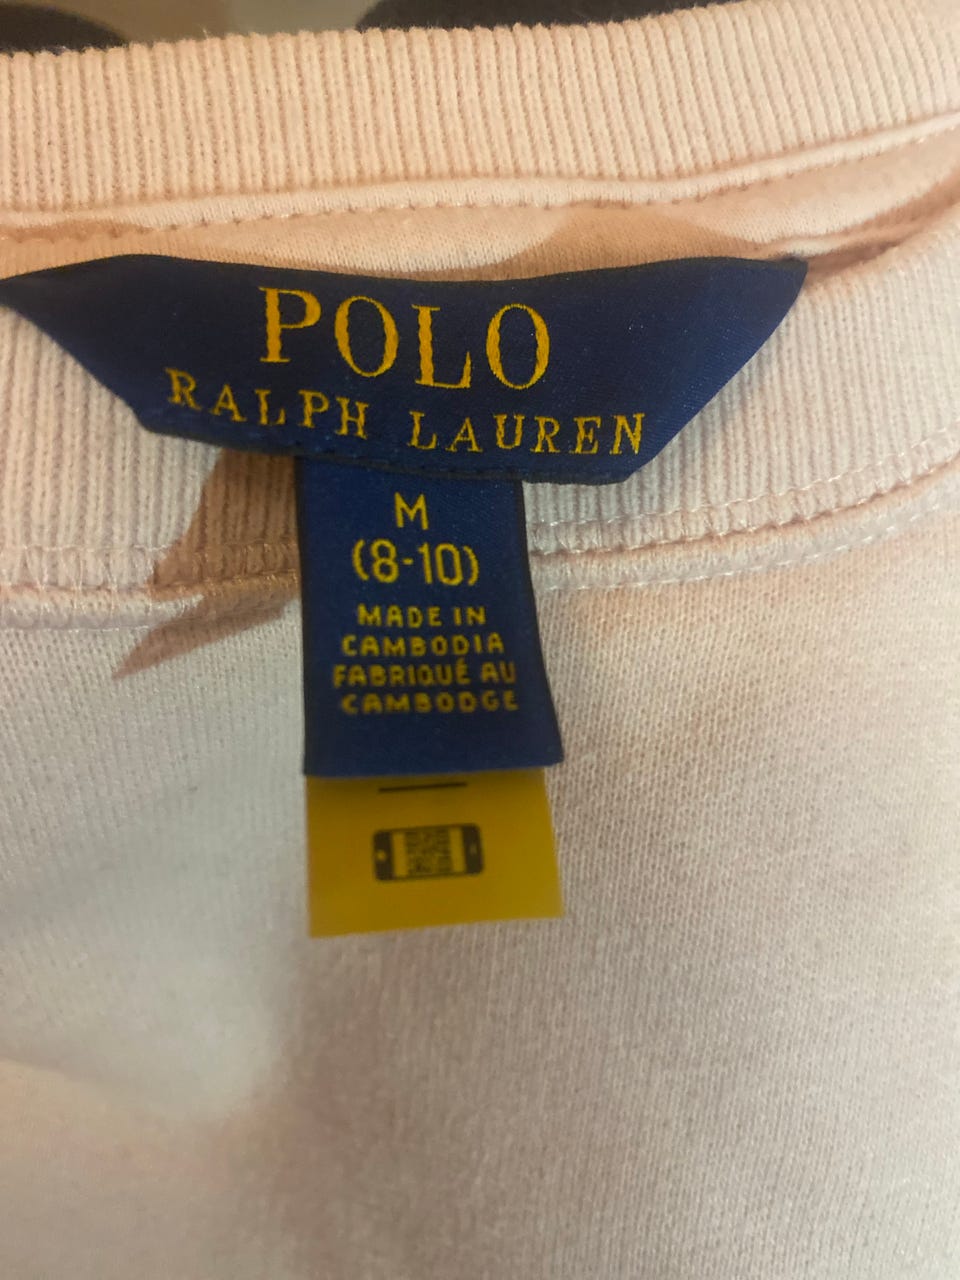 POLO
RALPH LAUREN
M
(8-10)
MADE IN
CAMBODIA
FABRIQUÉ AU
CAMBODGE